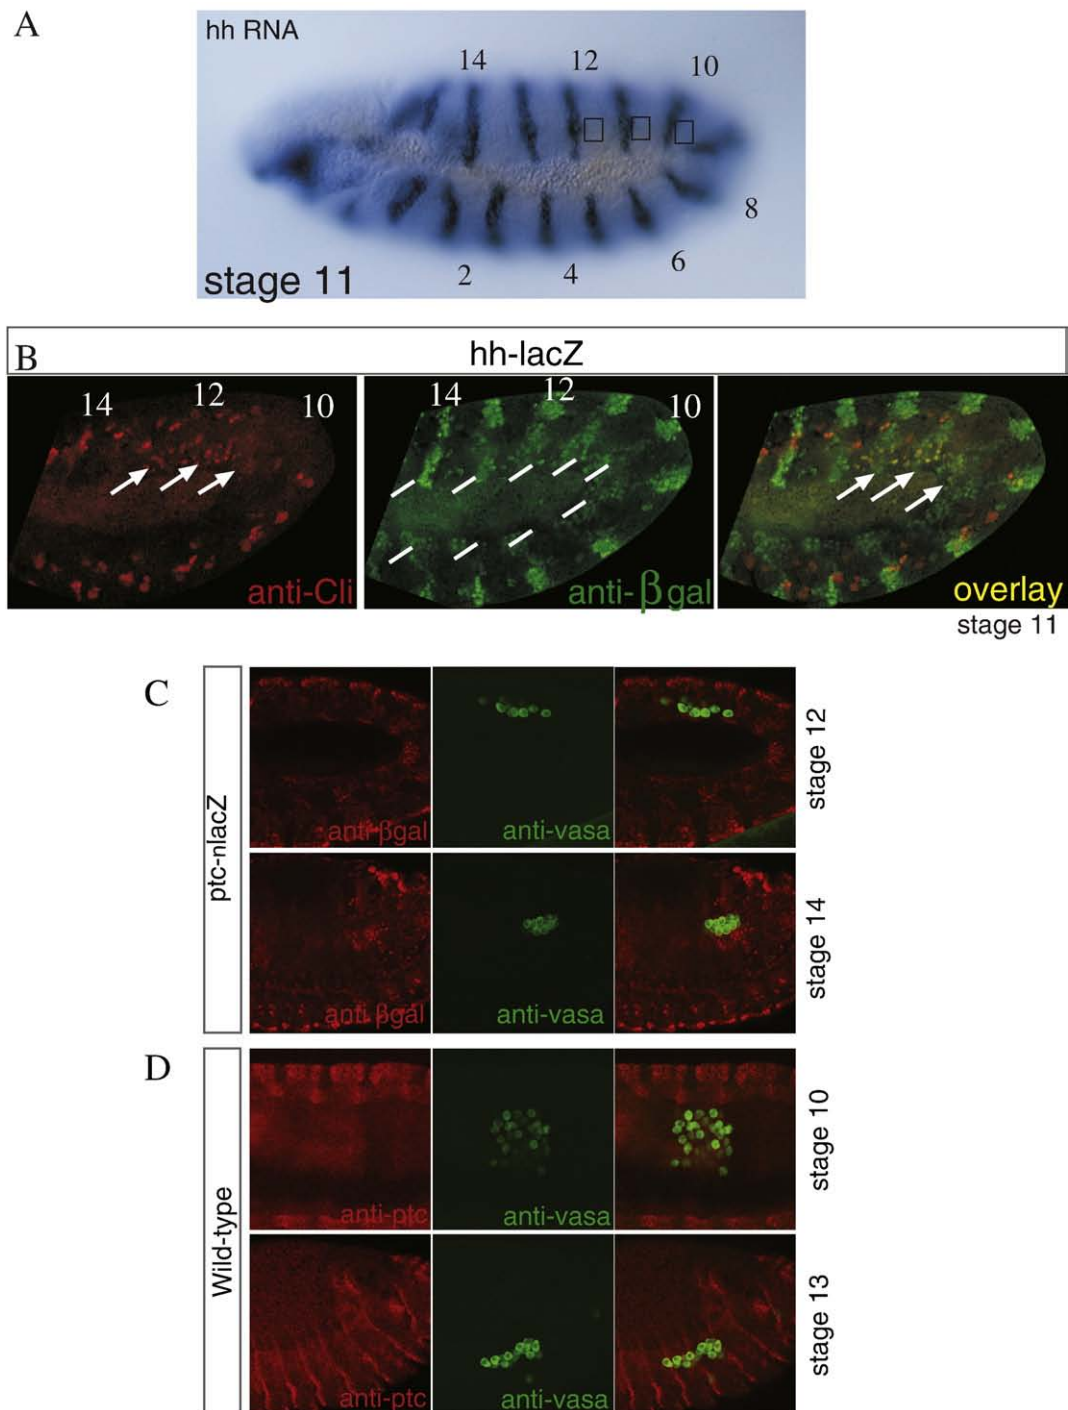 A
hh RNA
14 12 10
8
2 4 6
stage 11
B
hh-lacZ
14 12 10
14 12 10
anti-Cli
anti-βgal
overlay
stage 11
C
ptc-nlacZ
anti βgal
anti-vasa
stage 12
anti βgal
anti-vasa
stage 14
D
Wild-type
anti-ptc
anti-vasa
stage 10
anti-ptc
anti-vasa
stage 13